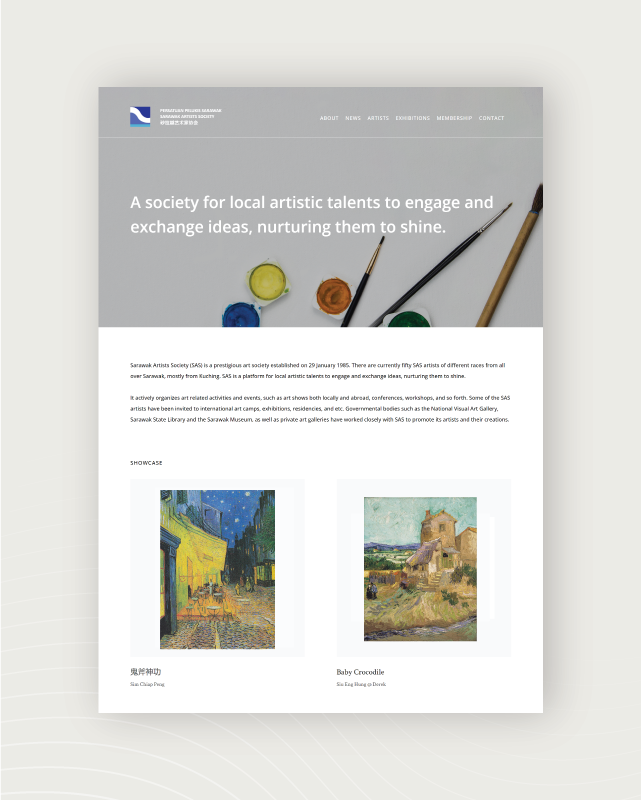 PERSATUAN PELUKIS SARAWAK
SARAWAK ARTISTS SOCIETY
砂拉越艺术家协会
ABOUT NEWS ARTISTS EXHIBITIONS MEMBERSHIP CONTACT
A society for local artistic talents to engage and
exchange ideas, nurturing them to shine.
Sarawak Artists Society (SAS) is a prestigious art society established on 29 January 1985. There are currently fifty SAS artists of different races from all
over Sarawak, mostly from Kuching. SAS is a platform for local artistic talents to engage and exchange ideas, nurturing them to shine.
It actively organizes art related activities and events, such as art shows both locally and abroad, conferences, workshops, and so forth. Some of the SAS
artists have been invited to international art camps, exhibitions, residencies, and etc. Governmental bodies such as the National Visual Art Gallery,
Sarawak State Library and the Sarawak Museum, as well as private art galleries have worked closely with SAS to promote its artists and their creations.
SHOWCASE
鬼斧神功
Sim Chiap Peng
Baby Crocodile
Siu Eng Hung @ Derek